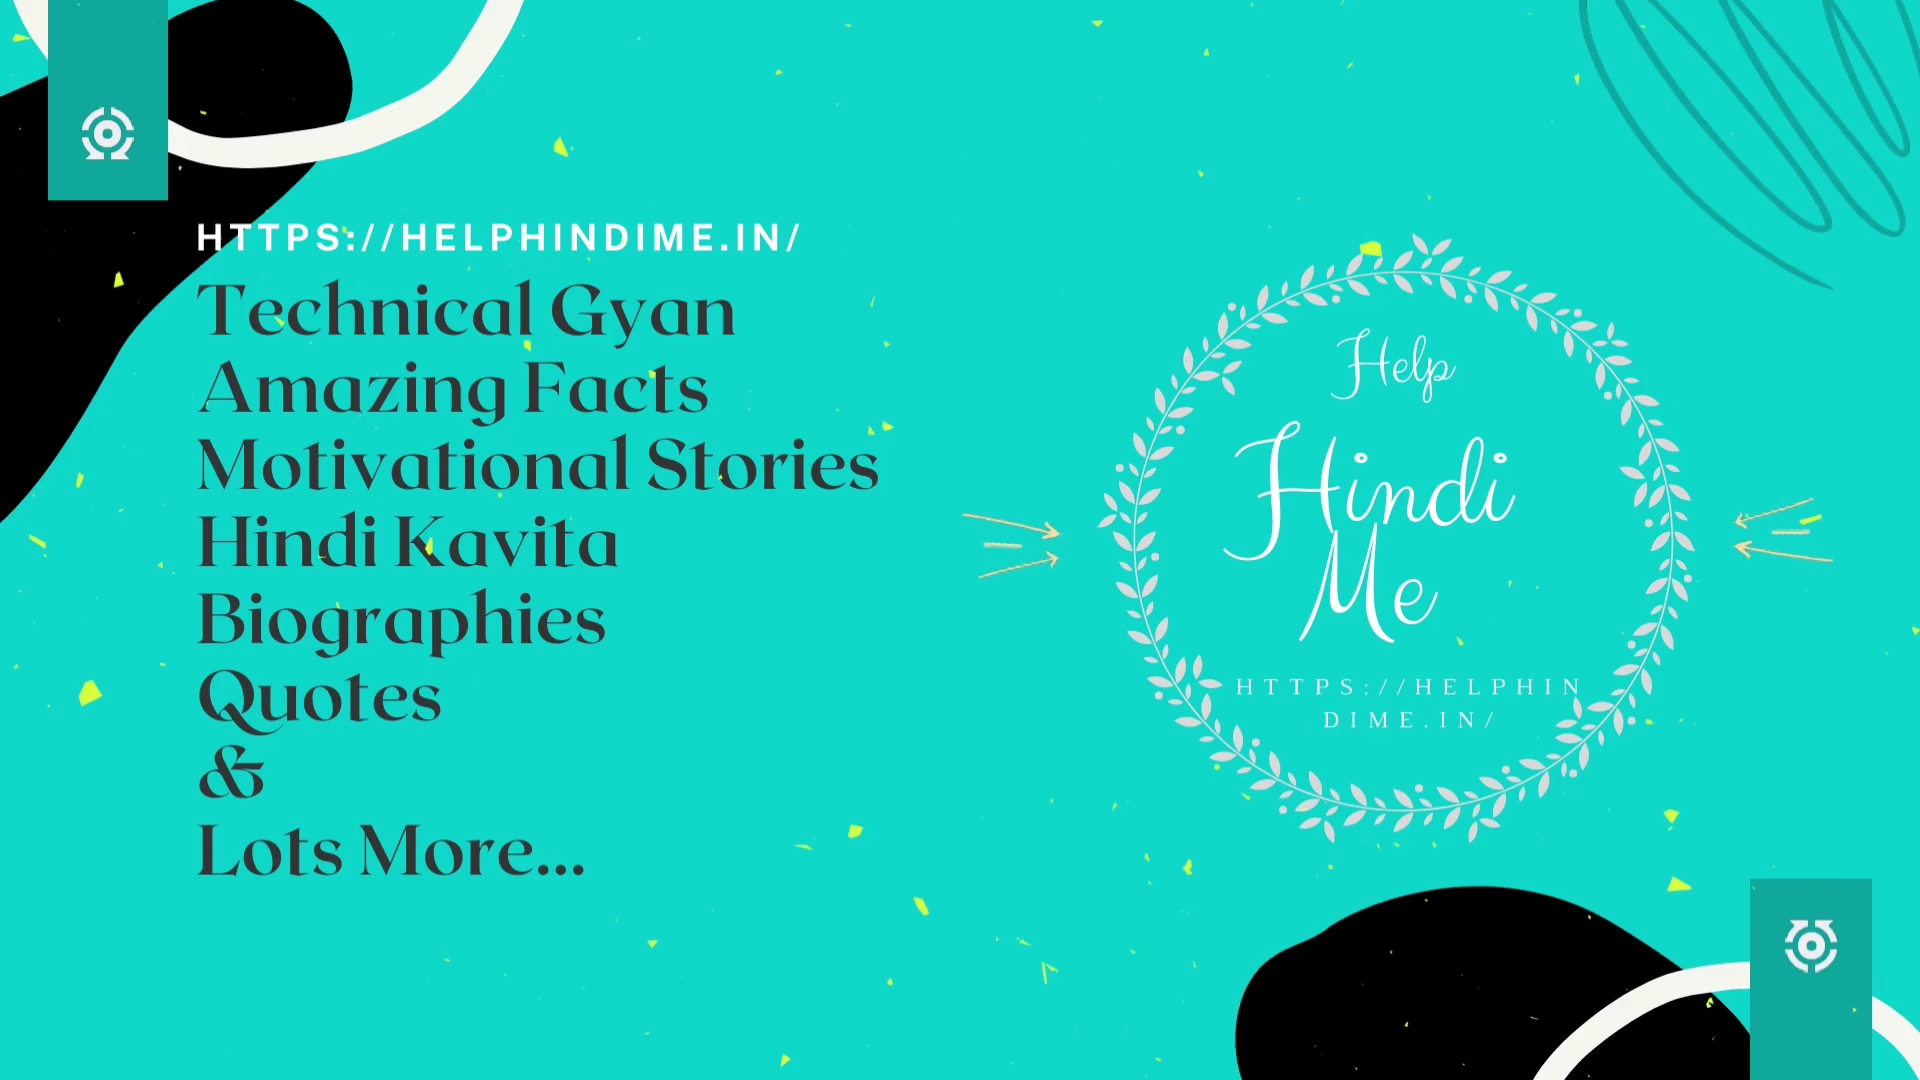 HTTPS://HELPHINDIME.IN/
Technical Gyan
Amazing Facts
Motivational Stories
Hindi Kavita
Biographies
Quotes
&
Lots More...
Help
Hindi
Me
HTTPS://HELPHIN
DIME.IN/